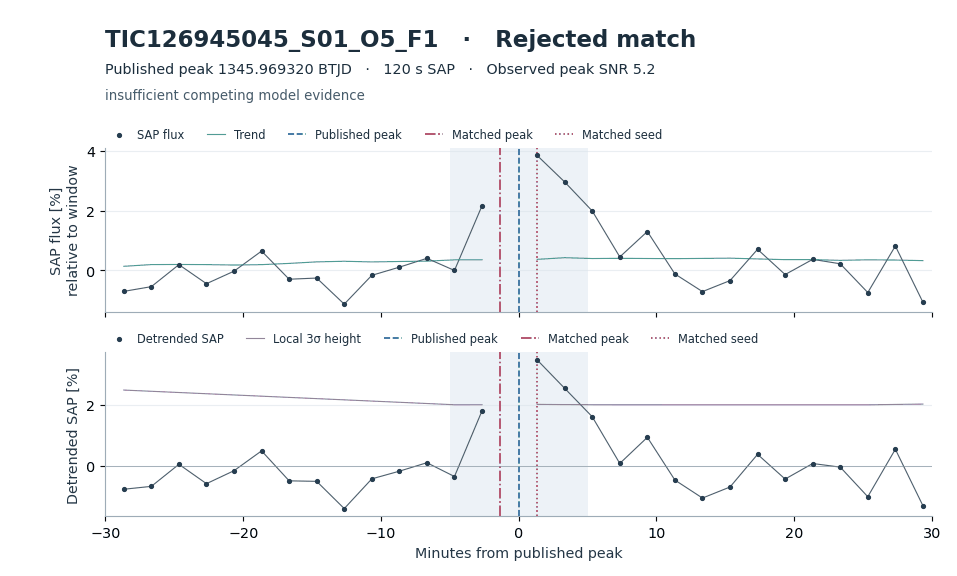 TIC126945045_S01_O5_F1 · Rejected match
Published peak 1345.969320 BTJD · 120 s SAP · Observed peak SNR 5.2
insufficient competing model evidence
SAP flux Trend Published peak Matched peak Matched seed
4
2
0
SAP flux [%]
relative to window
Detrended SAP Local 3σ height Published peak Matched peak Matched seed
2
0
Detrended SAP [%]
−30 −20 −10 0 10 20 30
Minutes from published peak